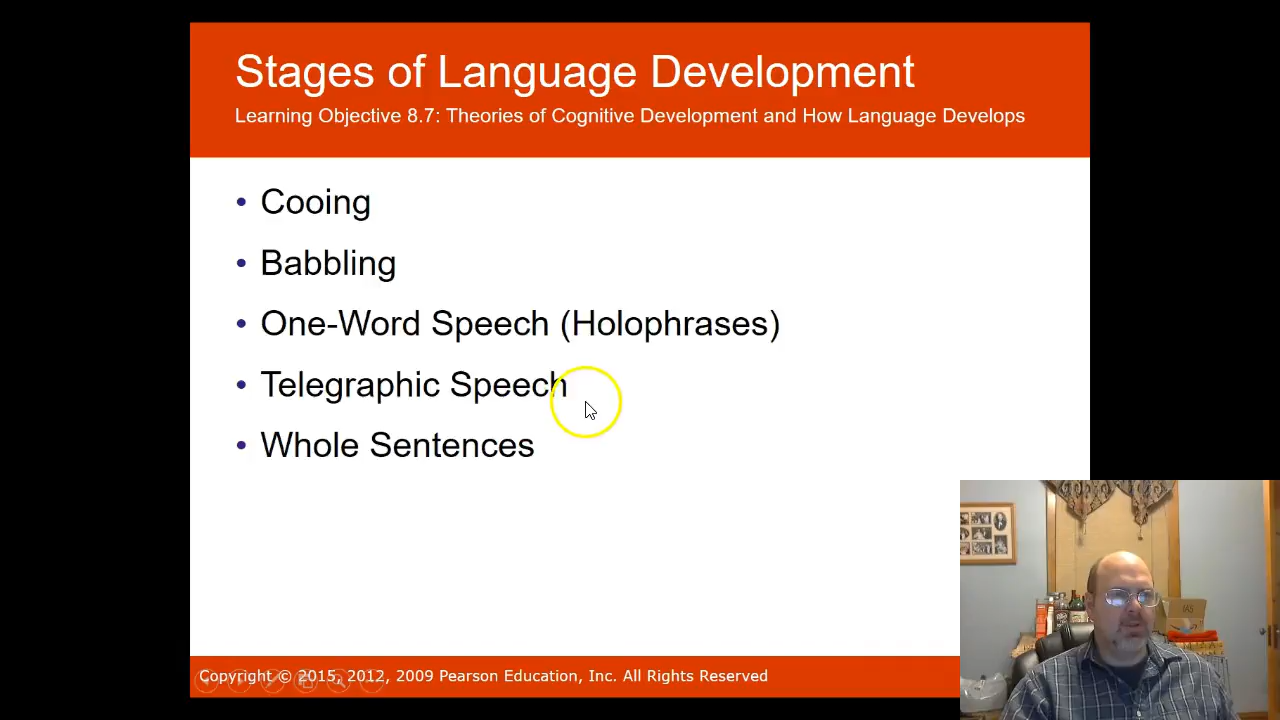 Stages of Language Development
Learning Objective 8.7: Theories of Cognitive Development and How Language Develops
• Cooing
• Babbling
• One-Word Speech (Holophrases)
• Telegraphic Speech
• Whole Sentences
Copyright © 2015, 2012, 2009 Pearson Education, Inc. All Rights Reserved